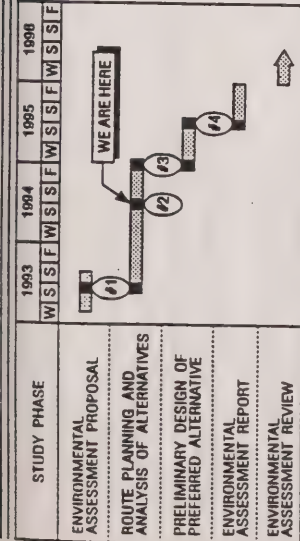 STUDY PHASE
1993 1994 1995 1996
W S S F W S S F W S S F W S S F
ENVIRONMENTAL
ASSESSMENT PROPOSAL
ROUTE PLANNING AND
ANALYSIS OF ALTERNATIVES
PRELIMINARY DESIGN OF
PREFERRED ALTERNATIVE
ENVIRONMENTAL
ASSESSMENT REPORT
ENVIRONMENTAL
ASSESSMENT REVIEW
WE ARE HERE
#1
#2
#3
#4